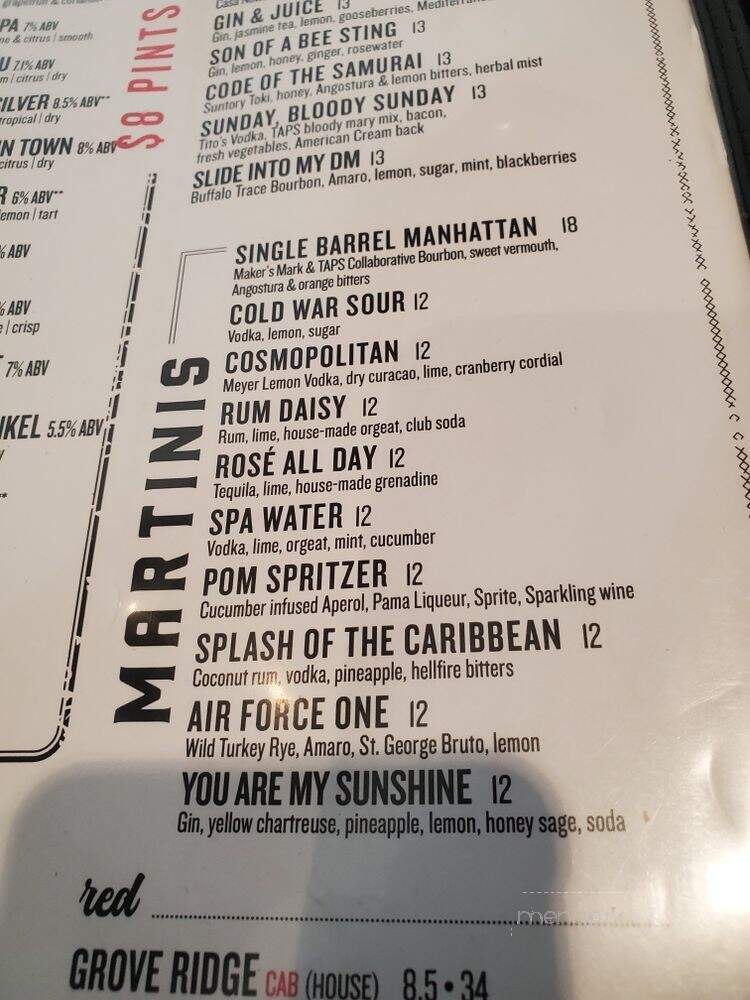 PA 7% ABV
ne & citrus | smooth
U 7.1% ABV
m | citrus | dry
ILVER 8.5% ABV**
tropical | dry
N TOWN 8% ABV
citrus | dry
R 6% ABV**
emon | tart
% ABV
% ABV
e | crisp
7% ABV
NKEL 5.5% ABV
**
$8 PINTS
GIN & JUICE 13
Gin, jasmine tea, lemon, gooseberries,
SON OF A BEE STING 13
Gin, lemon, honey, ginger, rosewater
CODE OF THE SAMURAI 13
Suntory Toki, honey, Angostura & lemon bitters, herbal mist
SUNDAY, BLOODY SUNDAY 13
Tito's Vodka, TAPS bloody mary mix, bacon,
fresh vegetables, American Cream back
SLIDE INTO MY DM 13
Buffalo Trace Bourbon, Amaro, lemon, sugar, mint, blackberries
MARTINIS
SINGLE BARREL MANHATTAN 18
Maker's Mark & TAPS Collaborative Bourbon, sweet vermouth,
Angostura & orange bitters
COLD WAR SOUR 12
Vodka, lemon, sugar
COSMOPOLITAN 12
Meyer Lemon Vodka, dry curacao, lime, cranberry cordial
RUM DAISY 12
Rum, lime, house-made orgeat, club soda
ROSÉ ALL DAY 12
Tequila, lime, house-made grenadine
SPA WATER 12
Vodka, lime, orgeat, mint, cucumber
POM SPRITZER 12
Cucumber infused Aperol, Pama Liqueur, Sprite, Sparkling wine
SPLASH OF THE CARIBBEAN 12
Coconut rum, vodka, pineapple, hellfire bitters
AIR FORCE ONE 12
Wild Turkey Rye, Amaro, St. George Bruto, lemon
YOU ARE MY SUNSHINE 12
Gin, yellow chartreuse, pineapple, lemon, honey sage, soda
red
GROVE RIDGE CAB (HOUSE) 8.5 • 34